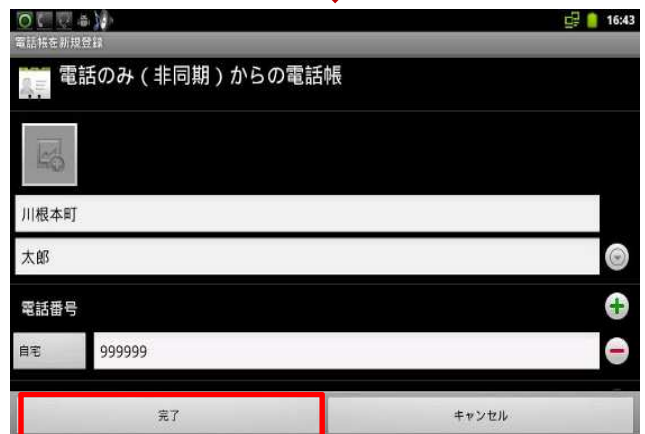 16:43
電話帳を新規登録
電話のみ（非同期）からの電話帳
川根本町
太郎
電話番号
自宅 999999
完了 キャンセル